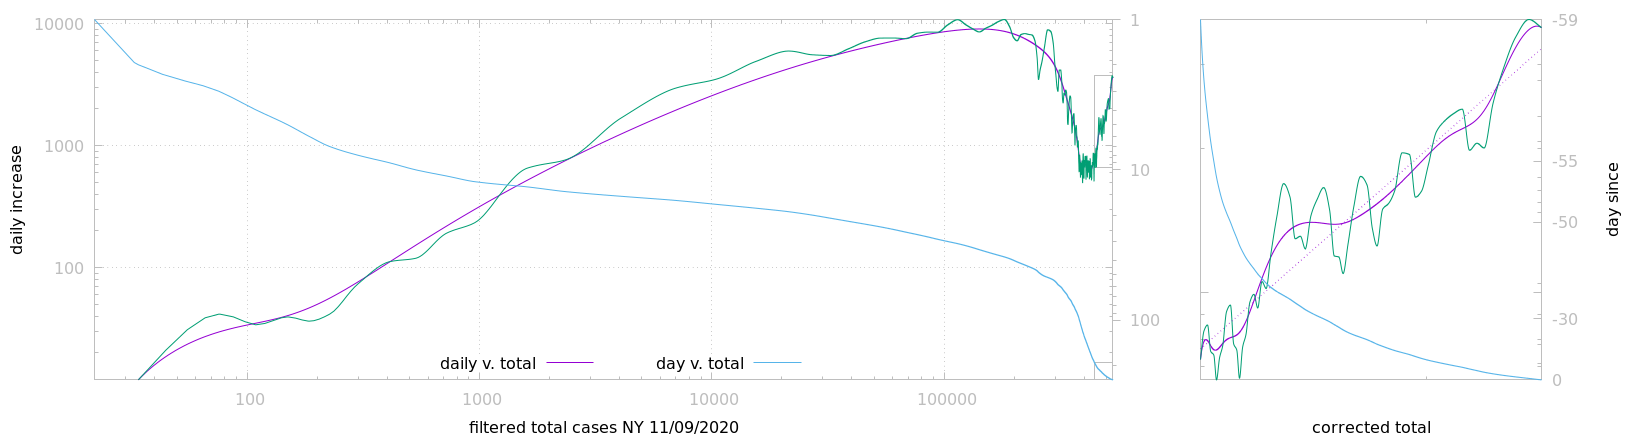 10000
1000
100
daily increase
100
1000
10000
100000
1
10
100
daily v. total
day v. total
filtered total cases NY 11/09/2020
-59
-55
-50
-30
0
day since
corrected total